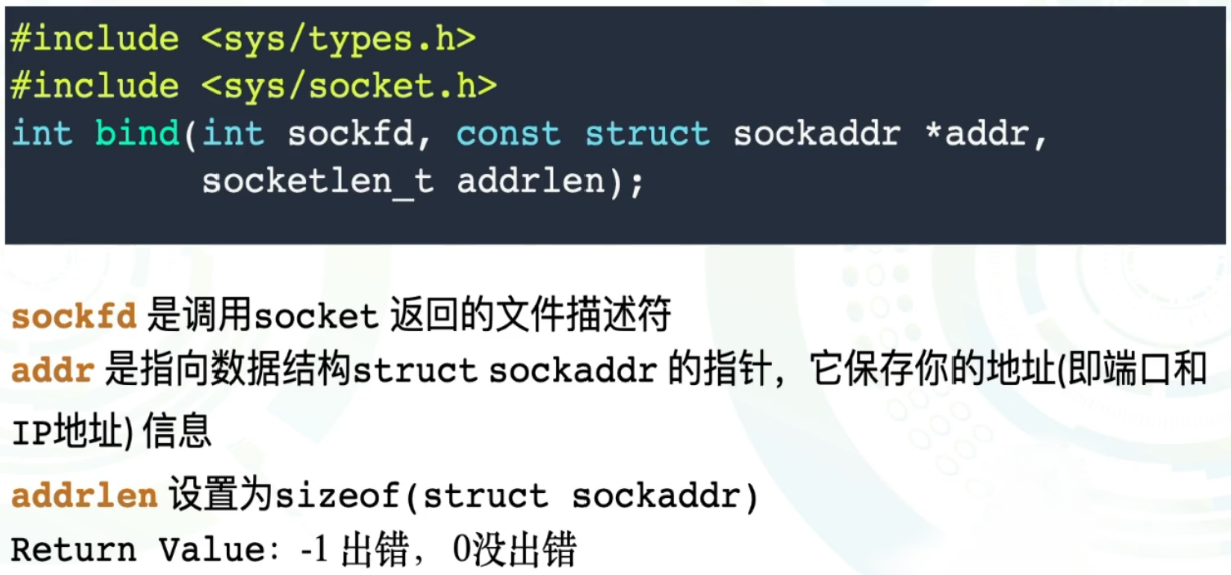 #include <sys/types.h>
#include <sys/socket.h>
int bind(int sockfd, const struct sockaddr *addr,
socketlen_t addrlen);
sockfd 是调用socket 返回的文件描述符
addr 是指向数据结构struct sockaddr 的指针，它保存你的地址(即端口和
IP地址) 信息
addrlen 设置为sizeof(struct sockaddr)
Return Value: -1 出错， 0没出错